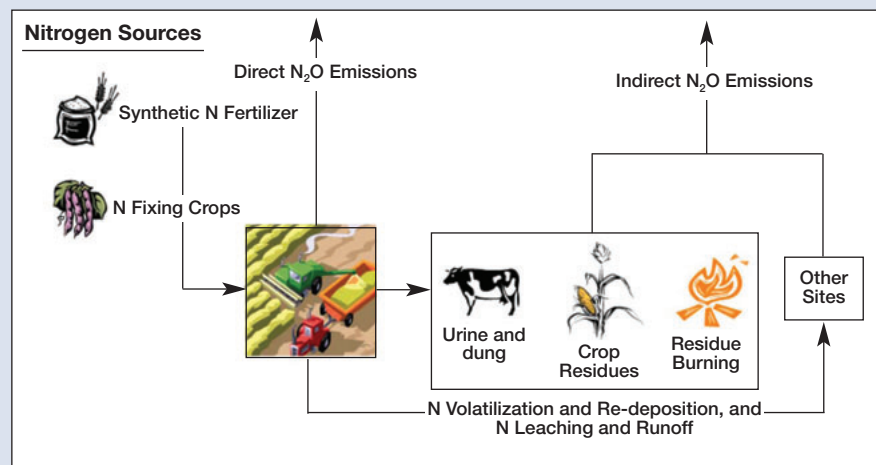 Nitrogen Sources
Direct N₂O Emissions
Indirect N₂O Emissions
Synthetic N Fertilizer
N Fixing Crops
Urine and
dung
Crop
Residues
Residue
Burning
Other
Sites
N Volatilization and Re-deposition, and
N Leaching and Runoff